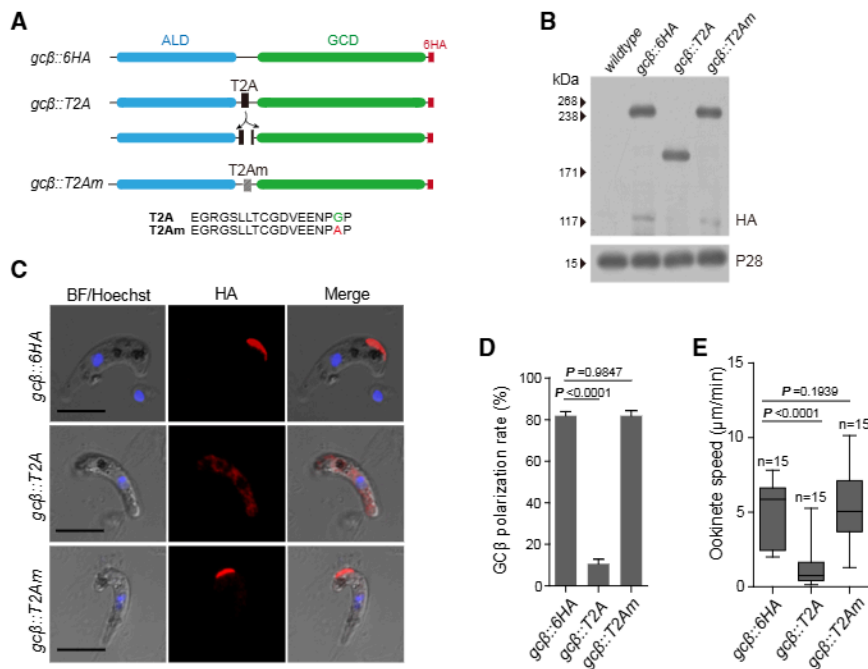 A
ALD GCD 6HA
gcβ::6HA
T2A
gcβ::T2A
T2Am
gcβ::T2Am
T2A EGRGSLLTCGDVEENPGP
T2Am EGRGSLLTCGDVEENPAP
B
wildtype gcβ::6HA gcβ::T2A gcβ::T2Am
kDa
268
238
171
117 HA
15 P28
C
BF/Hoechst HA Merge
gcβ::6HA
gcβ::T2A
gcβ::T2Am
D
GCβ polarization rate (%)
100
80
60
40
20
0
P =0.9847
P <0.0001
gcβ::6HA gcβ::T2A gcβ::T2Am
E
Ookinete speed (μm/min)
15
10
5
0
P =0.1939
P <0.0001
n=15 n=15 n=15
gcβ::6HA gcβ::T2A gcβ::T2Am